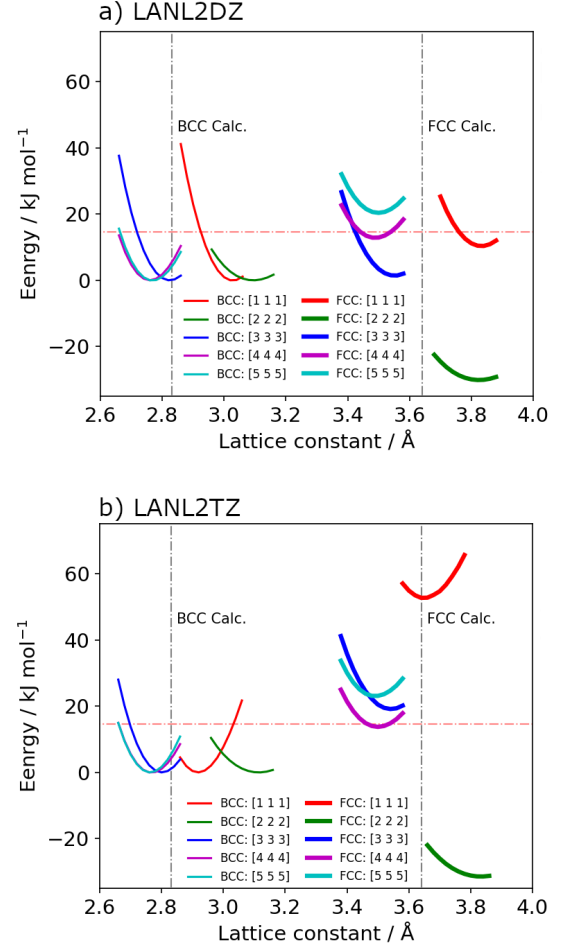 a) LANL2DZ
Eenrgy / kJ mol⁻¹
60
40
20
0
−20
BCC Calc.
FCC Calc.
BCC: [1 1 1]
FCC: [1 1 1]
BCC: [2 2 2]
FCC: [2 2 2]
BCC: [3 3 3]
FCC: [3 3 3]
BCC: [4 4 4]
FCC: [4 4 4]
BCC: [5 5 5]
FCC: [5 5 5]
2.6 2.8 3.0 3.2 3.4 3.6 3.8 4.0
Lattice constant / Å
b) LANL2TZ
Eenrgy / kJ mol⁻¹
60
40
20
0
−20
BCC Calc.
FCC Calc.
BCC: [1 1 1]
FCC: [1 1 1]
BCC: [2 2 2]
FCC: [2 2 2]
BCC: [3 3 3]
FCC: [3 3 3]
BCC: [4 4 4]
FCC: [4 4 4]
BCC: [5 5 5]
FCC: [5 5 5]
2.6 2.8 3.0 3.2 3.4 3.6 3.8 4.0
Lattice constant / Å